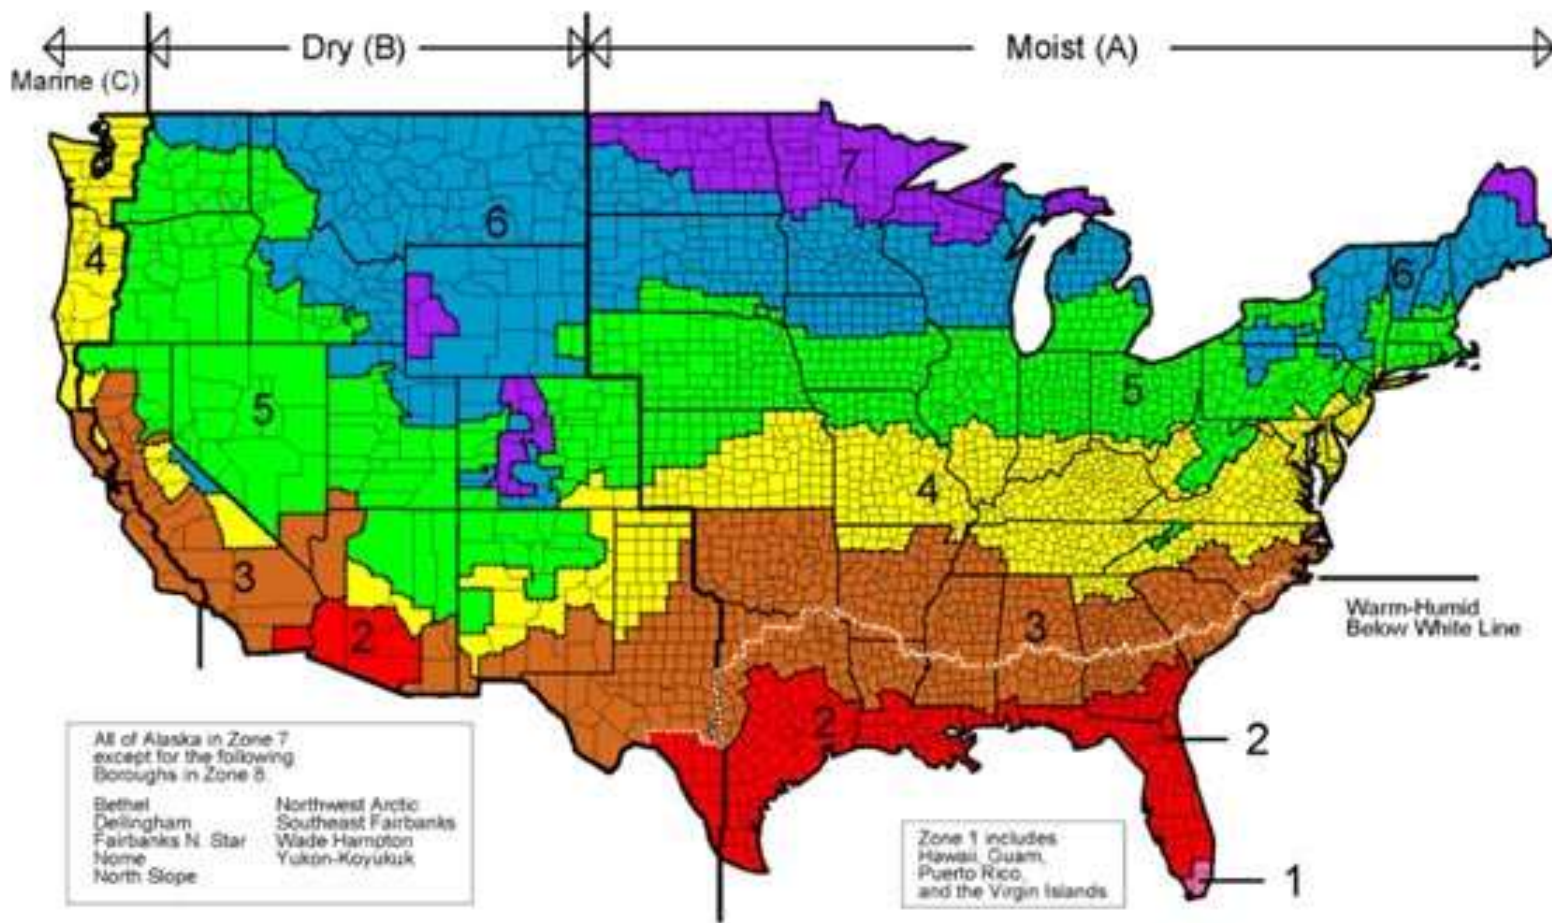 Dry (B)
Moist (A)
Marine (C)
7
6
4
6
5
5
4
3
3
2
2
Warm-Humid
Below White Line
2
1
All of Alaska in Zone 7
except for the following
Boroughs in Zone 8:
Bethel
Dellingham
Fairbanks N. Star
Nome
North Slope
Northwest Arctic
Southeast Fairbanks
Wade Hampton
Yukon-Koyukuk
Zone 1 includes
Hawaii, Guam,
Puerto Rico,
and the Virgin Islands